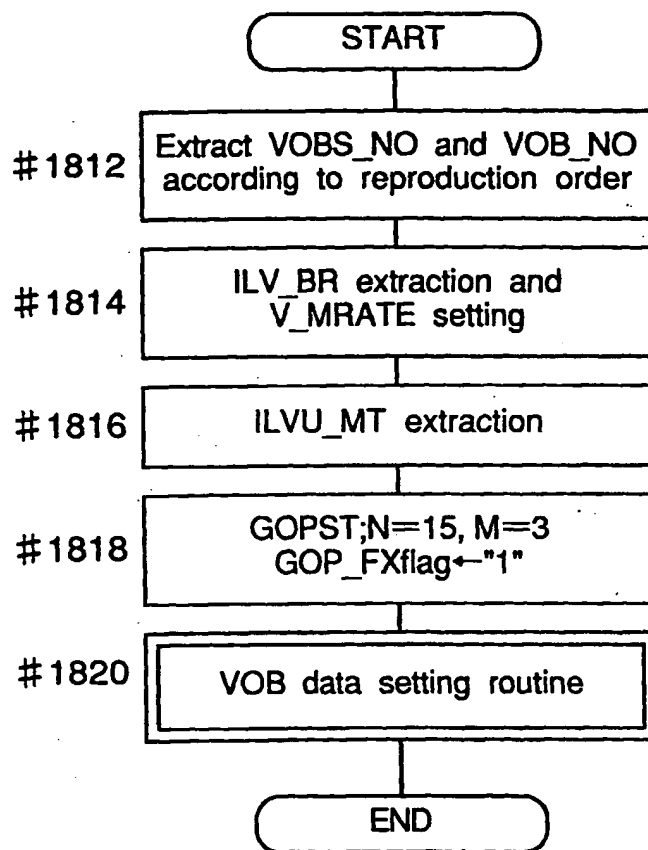 START
#1812
Extract VOBS_NO and VOB_NO
according to reproduction order
#1814
ILV_BR extraction and
V_MRATE setting
#1816
ILVU_MT extraction
#1818
GOPST;N=15, M=3
GOP_FXflag←"1"
#1820
VOB data setting routine
END